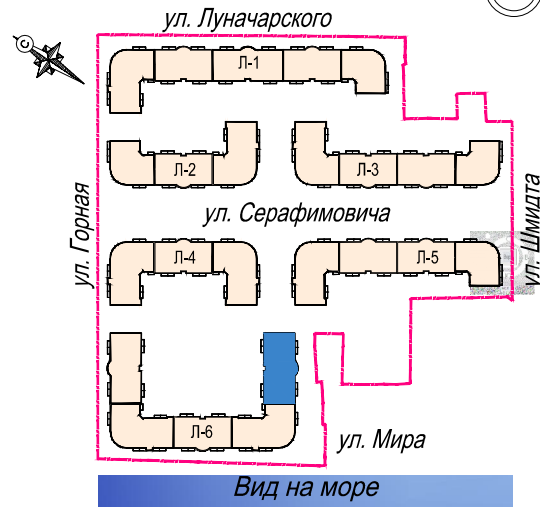 ул. Луначарского
С
Л-1
Л-2
Л-3
ул. Горная
ул. Серафимовича
ул. Шмидта
Л-4
Л-5
Л-6
ул. Мира
Вид на море